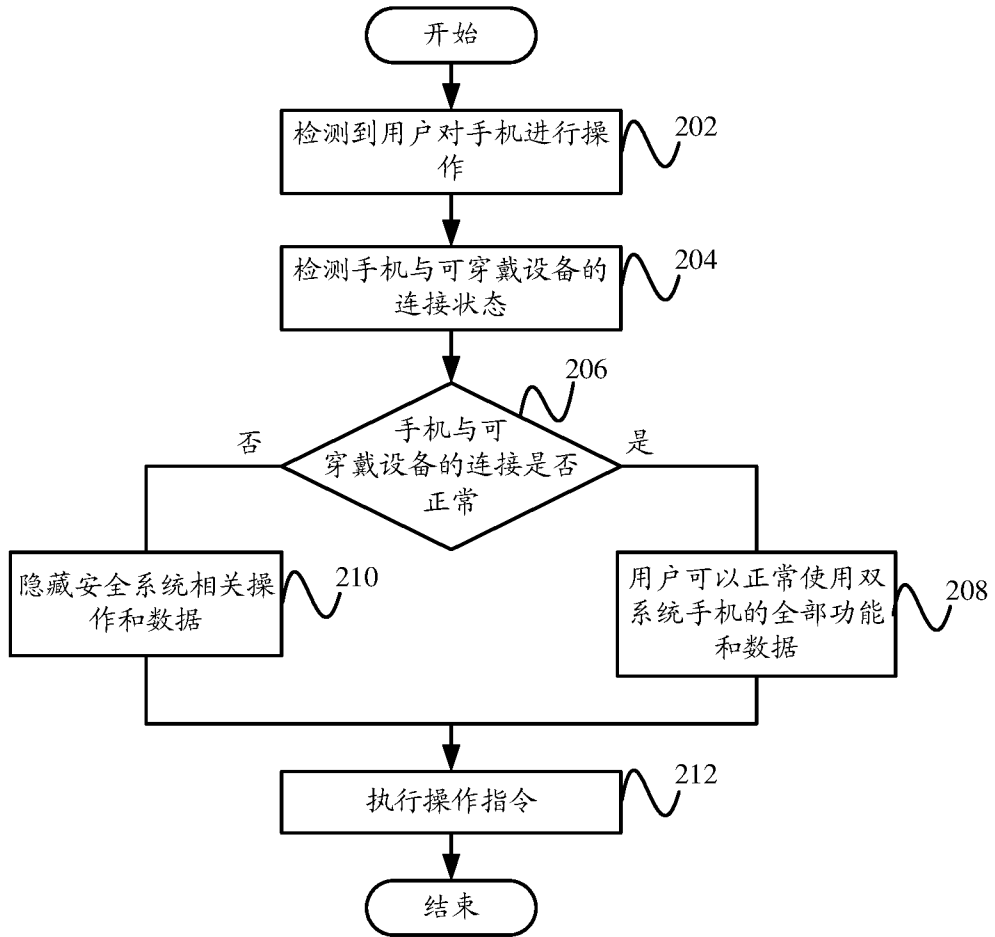 开始
检测到用户对手机进行操
作
202
检测手机与可穿戴设备的
连接状态
204
206
手机与可
穿戴设备的连接是否
正常
否
是
隐藏安全系统相关操
作和数据
210
用户可以正常使用双
系统手机的全部功能
和数据
208
执行操作指令
212
结束